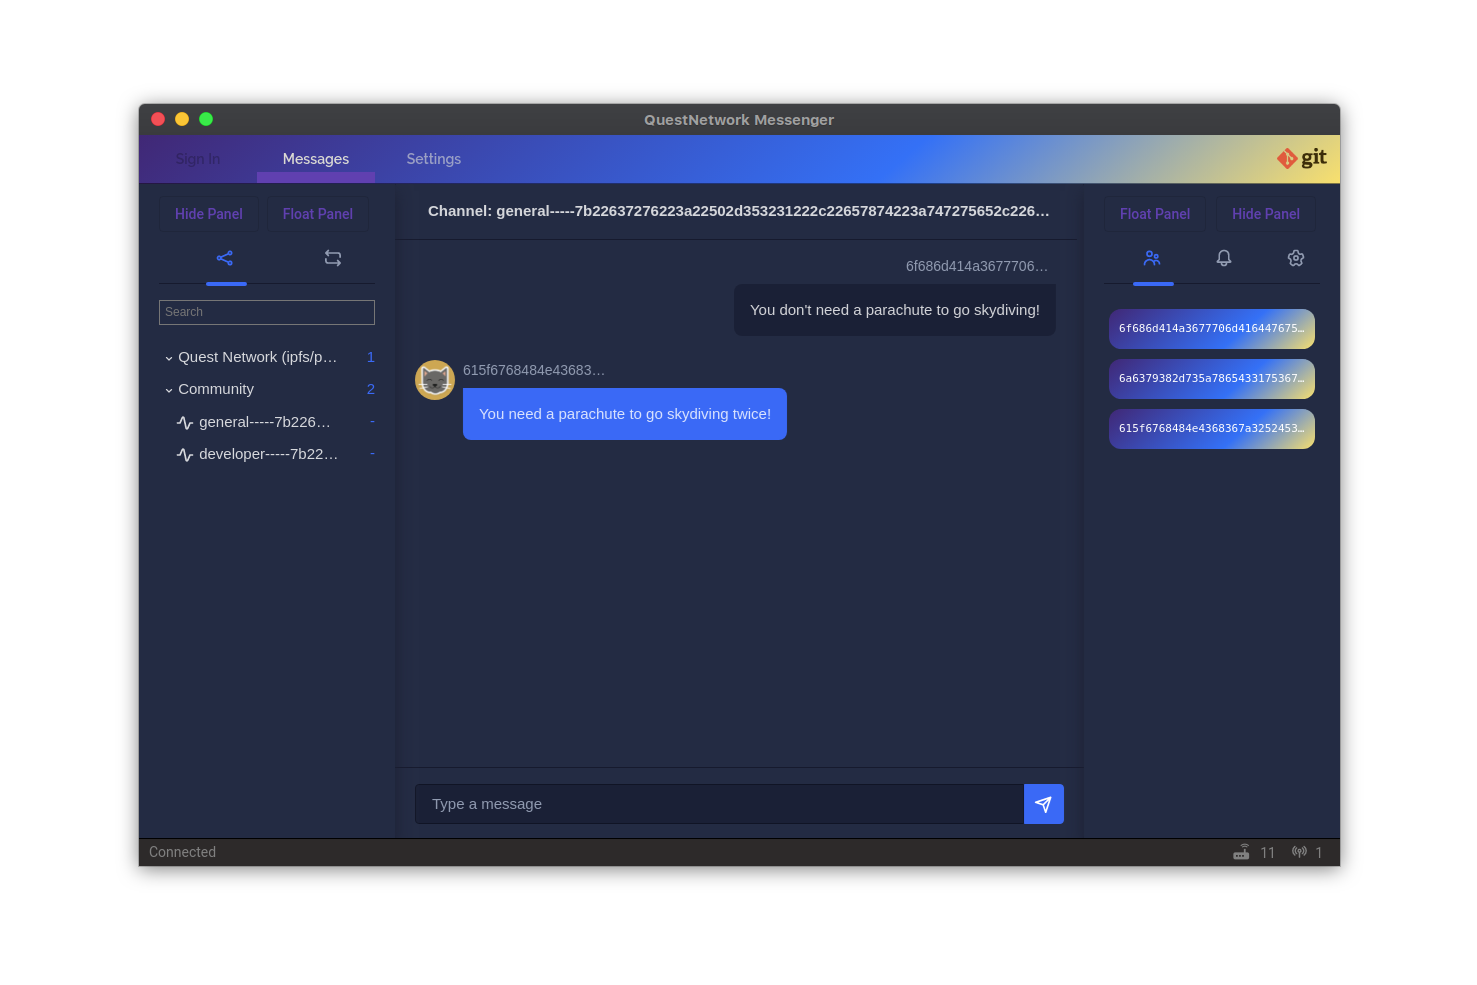 QuestNetwork Messenger
Sign In
Messages
Settings
git
Hide Panel
Float Panel
Search
Quest Network (ipfs/p… 1
Community 2
general-----7b226… -
developer-----7b22… -
Channel: general-----7b22637276223a22502d353231222c22657874223a747275652c226…
6f686d414a3677706…
You don't need a parachute to go skydiving!
615f6768484e43683…
You need a parachute to go skydiving twice!
Type a message
Float Panel
Hide Panel
6f686d414a3677706d416447675…
6a6379382d735a7865433175367…
615f6768484e4368367a3252453…
Connected
11
1